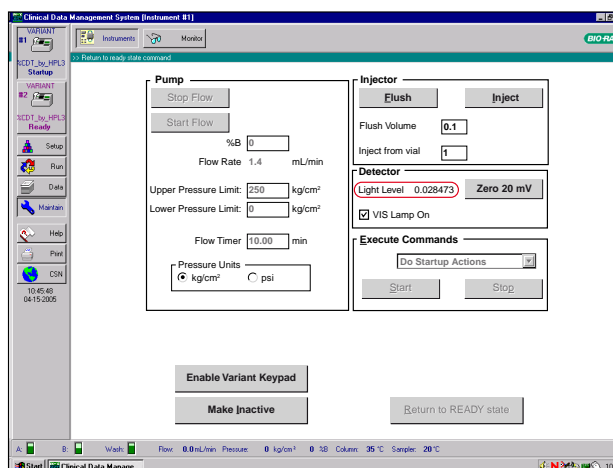 Clinical Data Management System [Instrument #1]
VARIANT
#1
%CDT_by_HPL3
Startup
VARIANT
#2
%CDT_by_HPL3
Ready
Setup
Run
Data
Maintain
Help
Print
CSN
10:45:48
04-15-2005
Instruments
Monitor
BIO-RA
>> Return to ready state command
Pump
Stop Flow
Start Flow
%B 0
Flow Rate 1.4 mL/min
Upper Pressure Limit: 250 kg/cm²
Lower Pressure Limit: 0 kg/cm²
Flow Timer 10.00 min
Pressure Units
kg/cm² psi
Injector
Flush Inject
Flush Volume 0.1
Inject from vial 1
Detector
Light Level 0.028473 Zero 20 mV
VIS Lamp On
Execute Commands
Do Startup Actions
Start Stop
Enable Variant Keypad
Make Inactive
Return to READY state
A: B: Wash: Flow: 0.0 mL/min Pressure: 0 kg/cm² 0 %B Column: 35 °C Sampler: 20 °C
Start Clinical Data Manage...
10